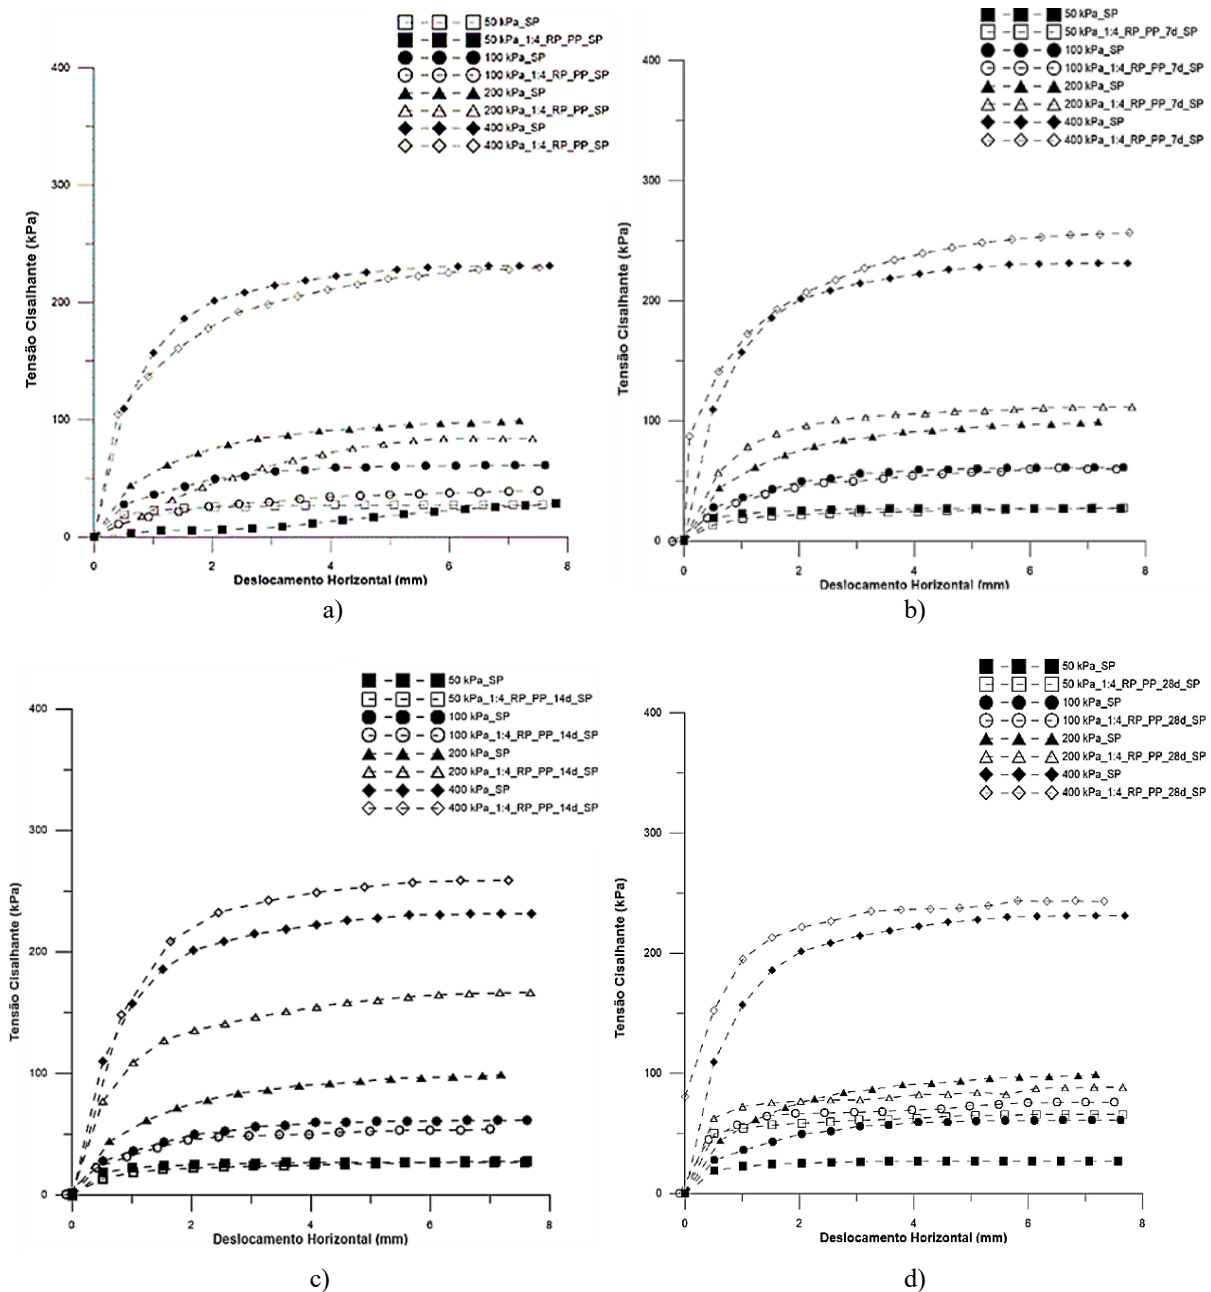 50 kPa_SP
50 kPa_1:4_RP_PP_SP
100 kPa_SP
100 kPa_1:4_RP_PP_SP
200 kPa_SP
200 kPa_1:4_RP_PP_SP
400 kPa_SP
400 kPa_1:4_RP_PP_SP
400
300
200
100
0
Tensão Cisalhante (kPa)
0 2 4 6 8
Deslocamento Horizontal (mm)
a)
50 kPa_SP
50 kPa_1:4_RP_PP_7d_SP
100 kPa_SP
100 kPa_1:4_RP_PP_7d_SP
200 kPa_SP
200 kPa_1:4_RP_PP_7d_SP
400 kPa_SP
400 kPa_1:4_RP_PP_7d_SP
400
300
200
100
0
Tensão Cisalhante (kPa)
0 2 4 6 8
Deslocamento Horizontal (mm)
b)
50 kPa_SP
50 kPa_1:4_RP_PP_14d_SP
100 kPa_SP
100 kPa_1:4_RP_PP_14d_SP
200 kPa_SP
200 kPa_1:4_RP_PP_14d_SP
400 kPa_SP
400 kPa_1:4_RP_PP_14d_SP
400
300
200
100
0
Tensão Cisalhante (kPa)
0 2 4 6 8
Deslocamento Horizontal (mm)
c)
50 kPa_SP
50 kPa_1:4_RP_PP_28d_SP
100 kPa_SP
100 kPa_1:4_RP_PP_28d_SP
200 kPa_SP
200 kPa_1:4_RP_PP_28d_SP
400 kPa_SP
400 kPa_1:4_RP_PP_28d_SP
400
300
200
100
0
Tensão Cisalhante (kPa)
0 2 4 6 8
Deslocamento Horizontal (mm)
d)